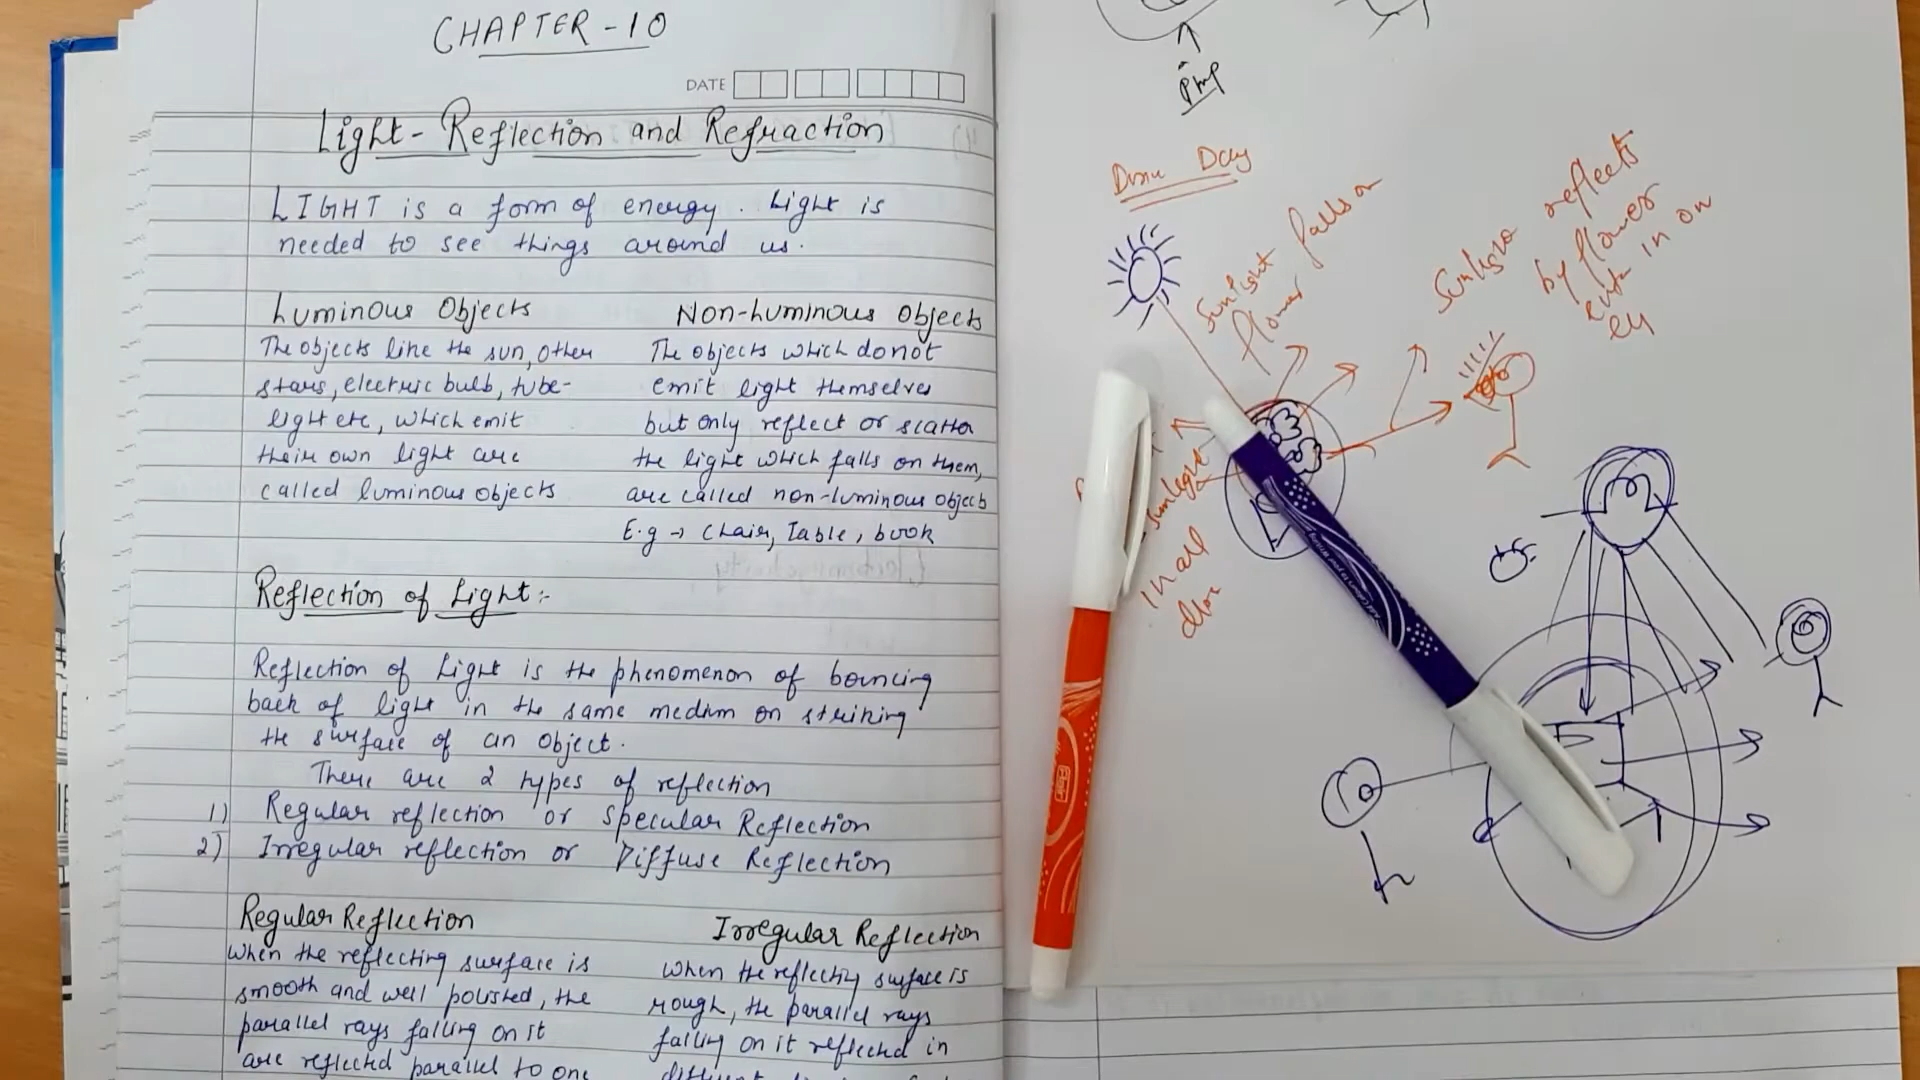 CHAPTER - 10
DATE
Light - Reflection and Refraction
LIGHT is a form of energy. Light is
needed to see things around us.
Luminous Objects
The objects like the sun, other
stars, electric bulb, tube-
light etc, which emit
their own light are
called luminous objects
Non-Luminous Objects
The objects which donot
emit light themselves
but only reflect or scatter
the light which falls on them,
are called non-luminous objects
E.g → Chair, Table, book
Reflection of Light:-
Reflection of Light is the phenomenon of bouncing
back of light in the same medium on striking
the surface of an object.
There are 2 types of reflection
1) Regular reflection or Specular Reflection
2) Irregular reflection or Diffuse Reflection
Regular Reflection
When the reflecting surface is
smooth and well polished, the
parallel rays falling on it
are reflected parallel to one
Irregular Reflection
When the reflecting surface is
rough, the parallel rays
falling on it reflected in
different
Day
Sunlight falls on
flower
reflects
by flower
in on
Sunlight
in all